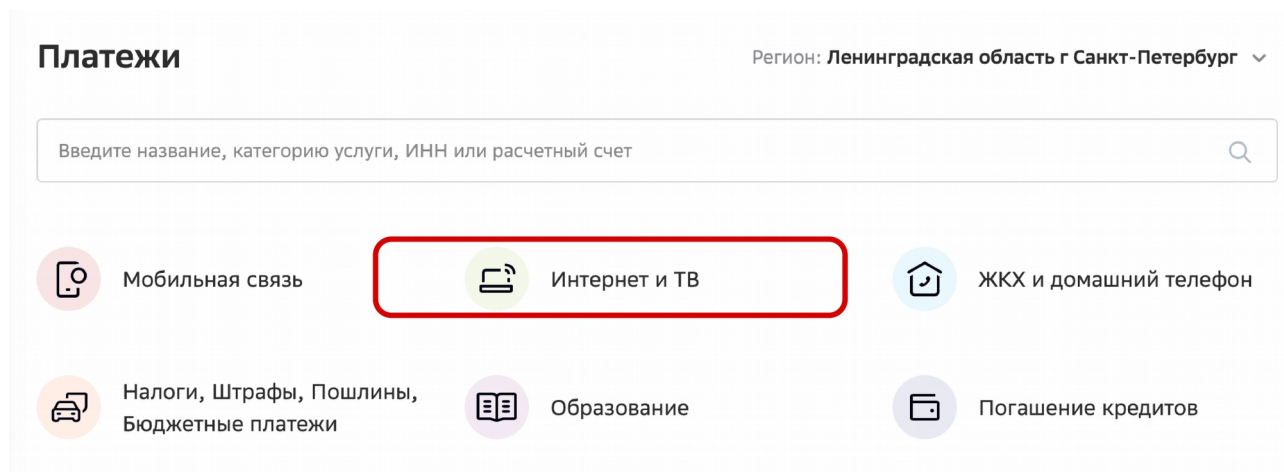 Платежи
Регион: Ленинградская область г Санкт-Петербург
Введите название, категорию услуги, ИНН или расчетный счет
Мобильная связь
Интернет и ТВ
ЖКХ и домашний телефон
Налоги, Штрафы, Пошлины,
Бюджетные платежи
Образование
Погашение кредитов